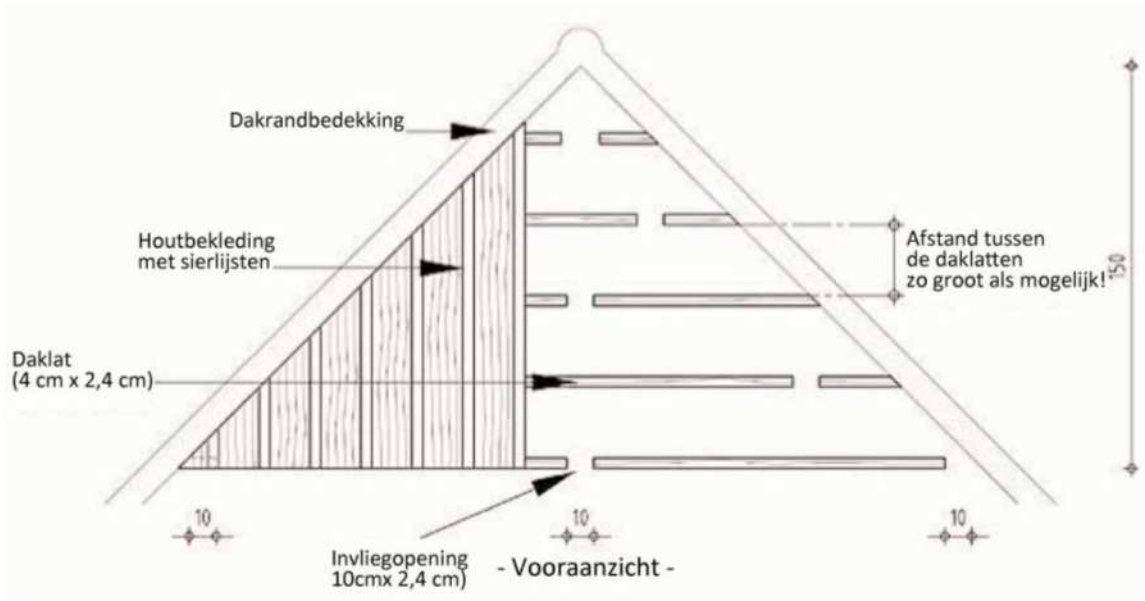 Dakrandbedekking
Houtbekleding
met sierlijsten
Afstand tussen
de daklatten
zo groot als mogelijk!
150
Daklat
(4 cm x 2,4 cm)
10
10
10
Invliegopening
10cmx 2,4 cm)
- Vooraanzicht -